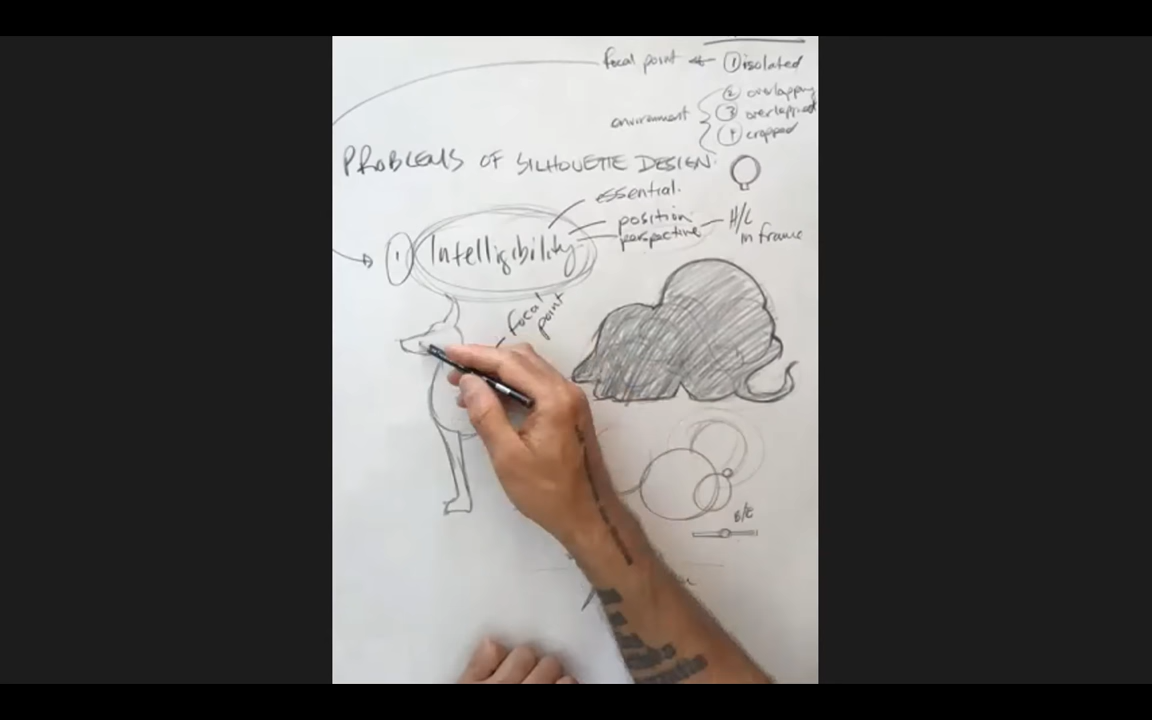 focal point ← ① isolated
② overlapping
environment ③ overlapped
④ cropped
PROBLEMS OF SILHOUETTE DESIGN:
essential.
position
perspective
H/L
in frame
① Intelligibility
focal
point
B/E